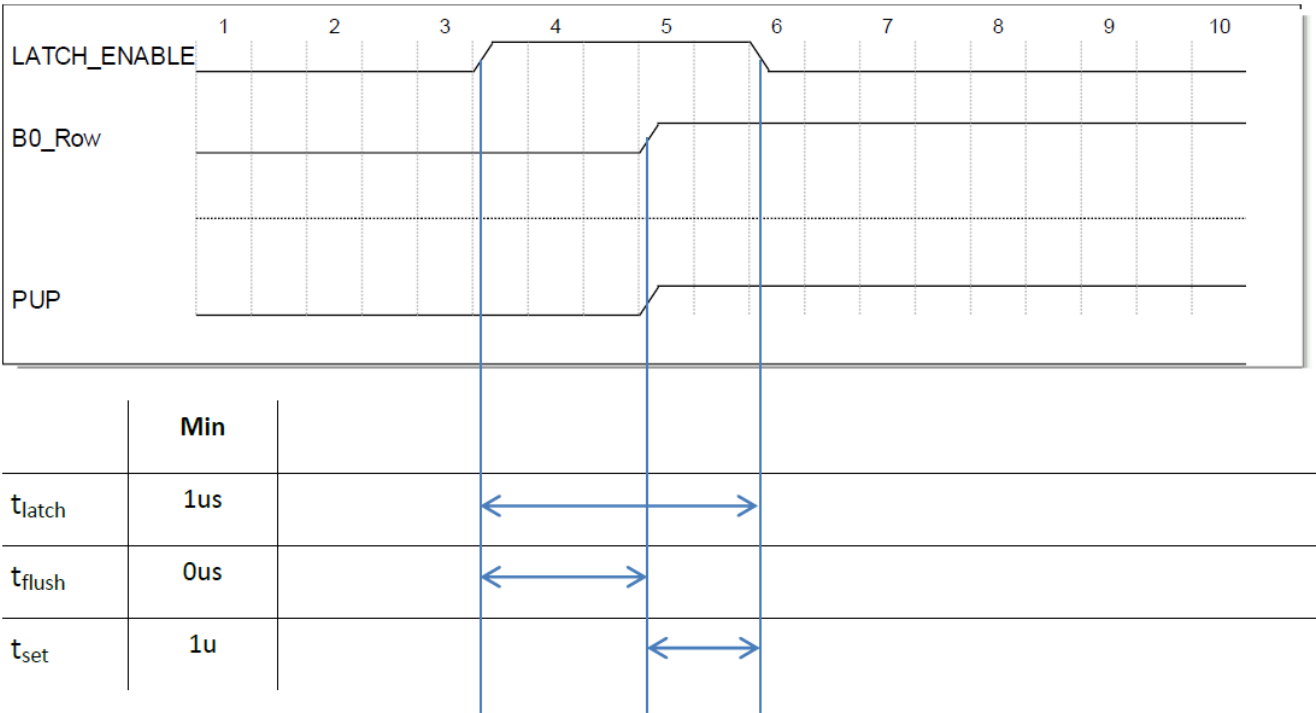 1 2 3 4 5 6 7 8 9 10
LATCH_ENABLE
B0_Row
PUP
Min
tlatch 1us
tflush 0us
tset 1u